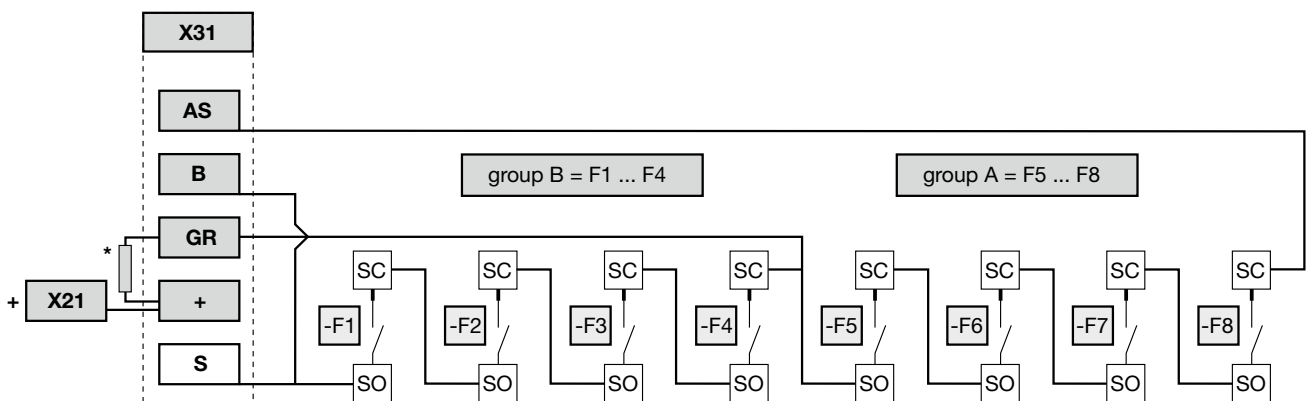 X31
AS
B
group B = F1 ... F4
group A = F5 ... F8
GR
*
SC SC SC SC SC SC SC SC
+ X21
+
-F1 -F2 -F3 -F4 -F5 -F6 -F7 -F8
S
SO SO SO SO SO SO SO SO